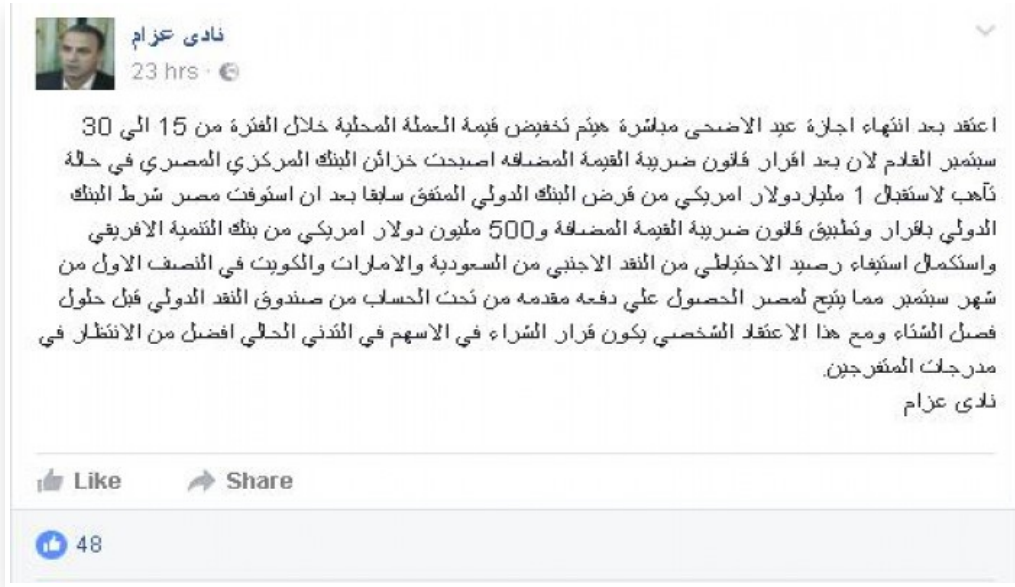 نادى عزام
23 hrs ·
اعتقد بعد انتهاء اجازة عيد الاضحى مباشرة هيتم تخفيض قيمة العملة المحلية خلال الفترة من 15 الي 30
سبتمبر القادم لان بعد اقرار قانون ضريبة القيمة المضافه اصبحت خزائن البنك المركزي المصري في حالة
تأهب لاستقبال 1 ملياردولار امريكي من قرض البنك الدولي المتفق سابقا بعد ان استوفت مصر شرط البنك
الدولي باقرار وتطبيق قانون ضريبة القيمة المضافة و500 مليون دولار امريكي من بنك التنمية الافريقي
واستكمال استيفاء رصيد الاحتياطي من النقد الاجنبي من السعودية والامارات والكويت في النصف الاول من
شهر سبتمبر مما يتيح لمصر الحصول علي دفعه مقدمه من تحت الحساب من صندوق النقد الدولي قبل حلول
فصل الشتاء ومع هذا الاعتقاد الشخصي يكون قرار الشراء في الاسهم في التدني الحالي افضل من الانتظار في
مدرجات المتفرجين.
نادى عزام
Like Share
48